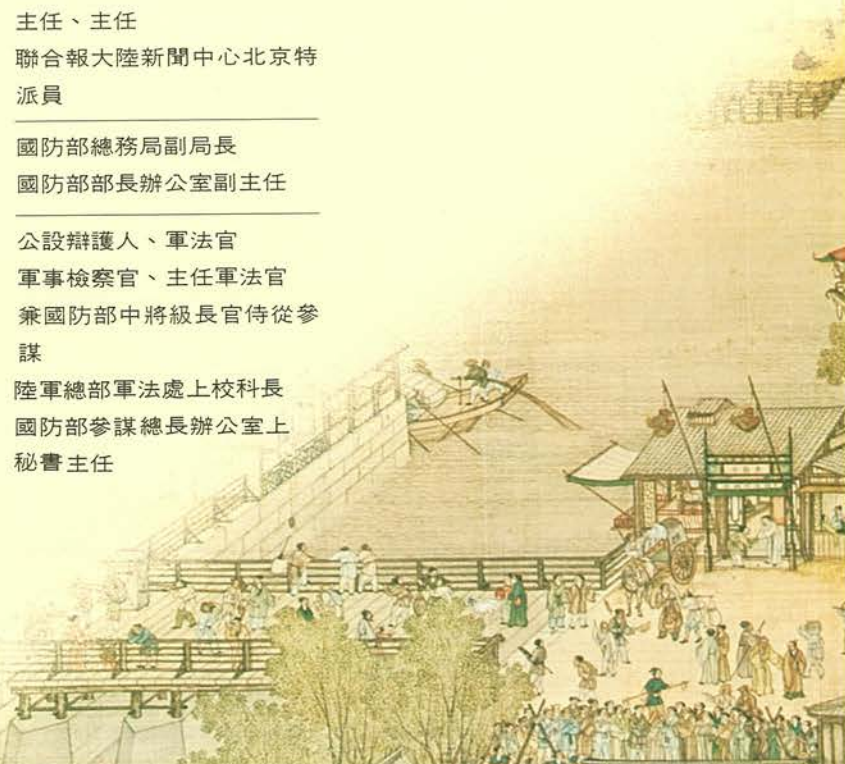 主任、主任
聯合報大陸新聞中心北京特
派員
國防部總務局副局長
國防部部長辦公室副主任
公設辯護人、軍法官
軍事檢察官、主任軍法官
兼國防部中將級長官侍從參
謀
陸軍總部軍法處上校科長
國防部參謀總長辦公室上
秘書主任